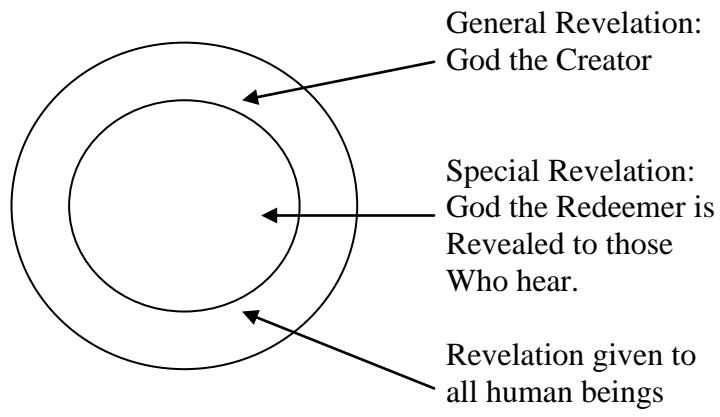 General Revelation:
God the Creator
Special Revelation:
God the Redeemer is
Revealed to those
Who hear.
Revelation given to
all human beings